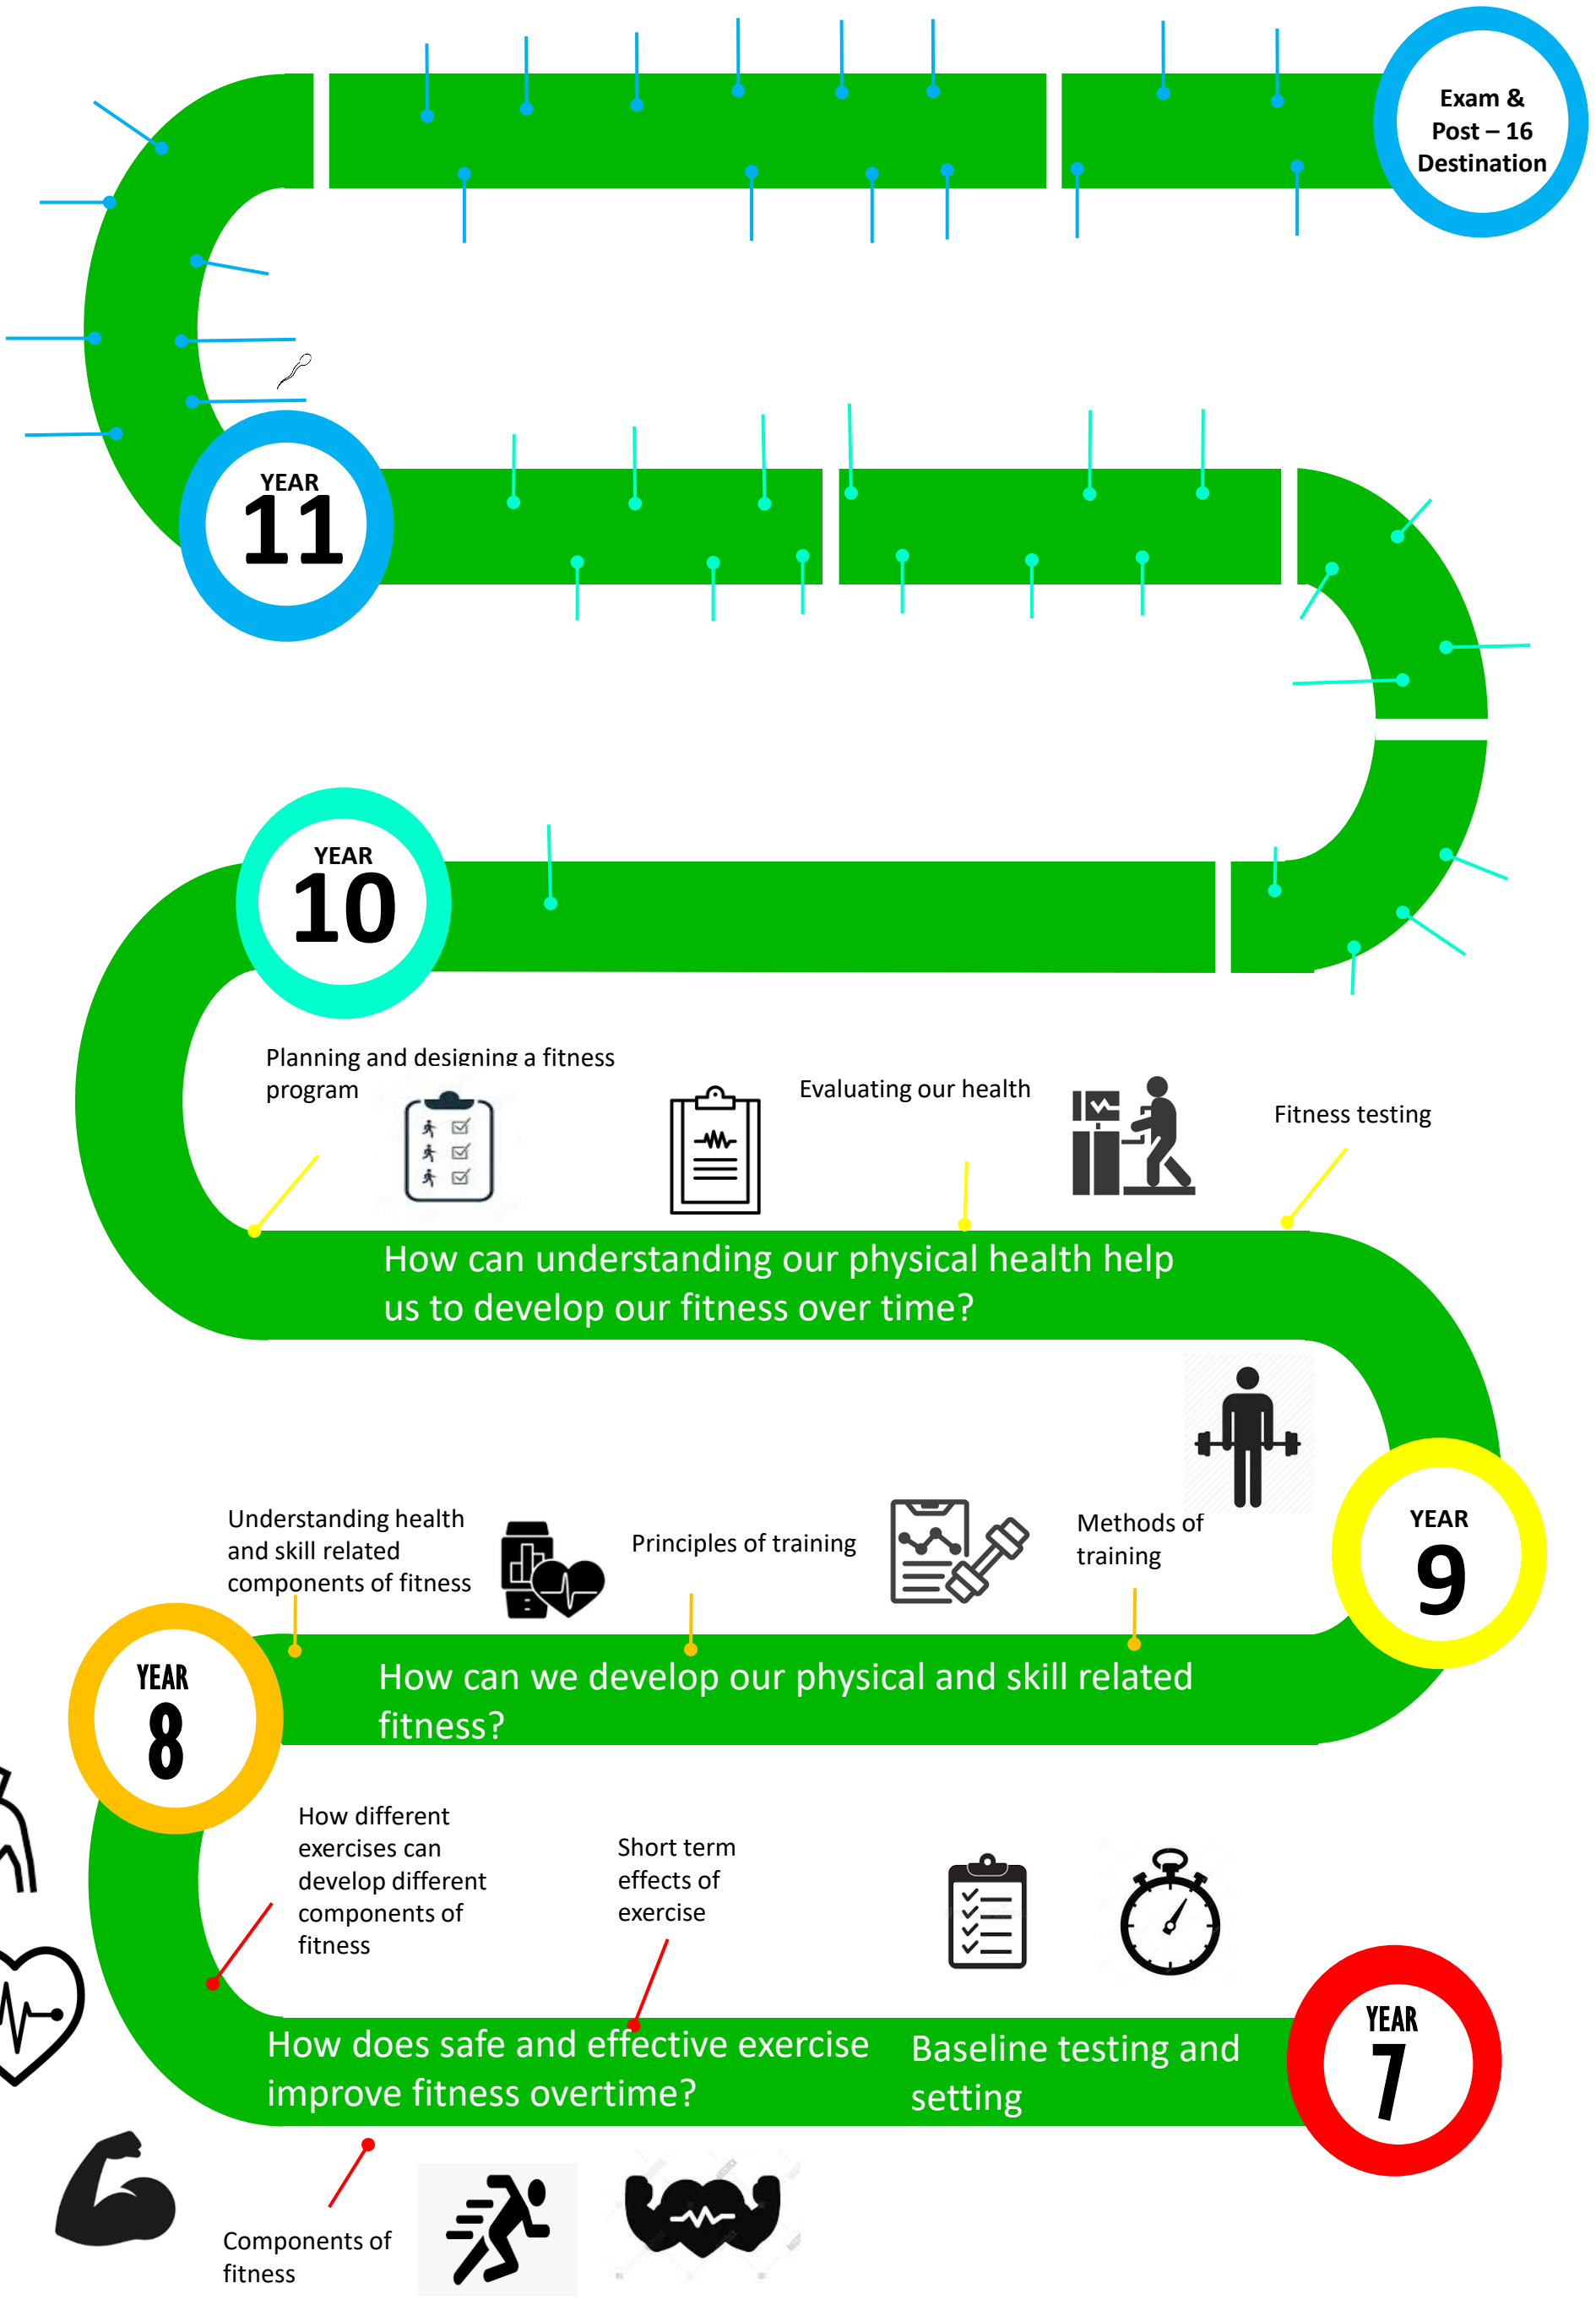 Exam &
Post – 16
Destination
YEAR
11
YEAR
10
Planning and designing a fitness
program
Evaluating our health
Fitness testing
How can understanding our physical health help
us to develop our fitness over time?
Understanding health
and skill related
components of fitness
Principles of training
Methods of
training
YEAR
9
YEAR
8
How can we develop our physical and skill related
fitness?
How different
exercises can
develop different
components of
fitness
Short term
effects of
exercise
How does safe and effective exercise
improve fitness overtime?
Baseline testing and
setting
YEAR
7
Components of
fitness